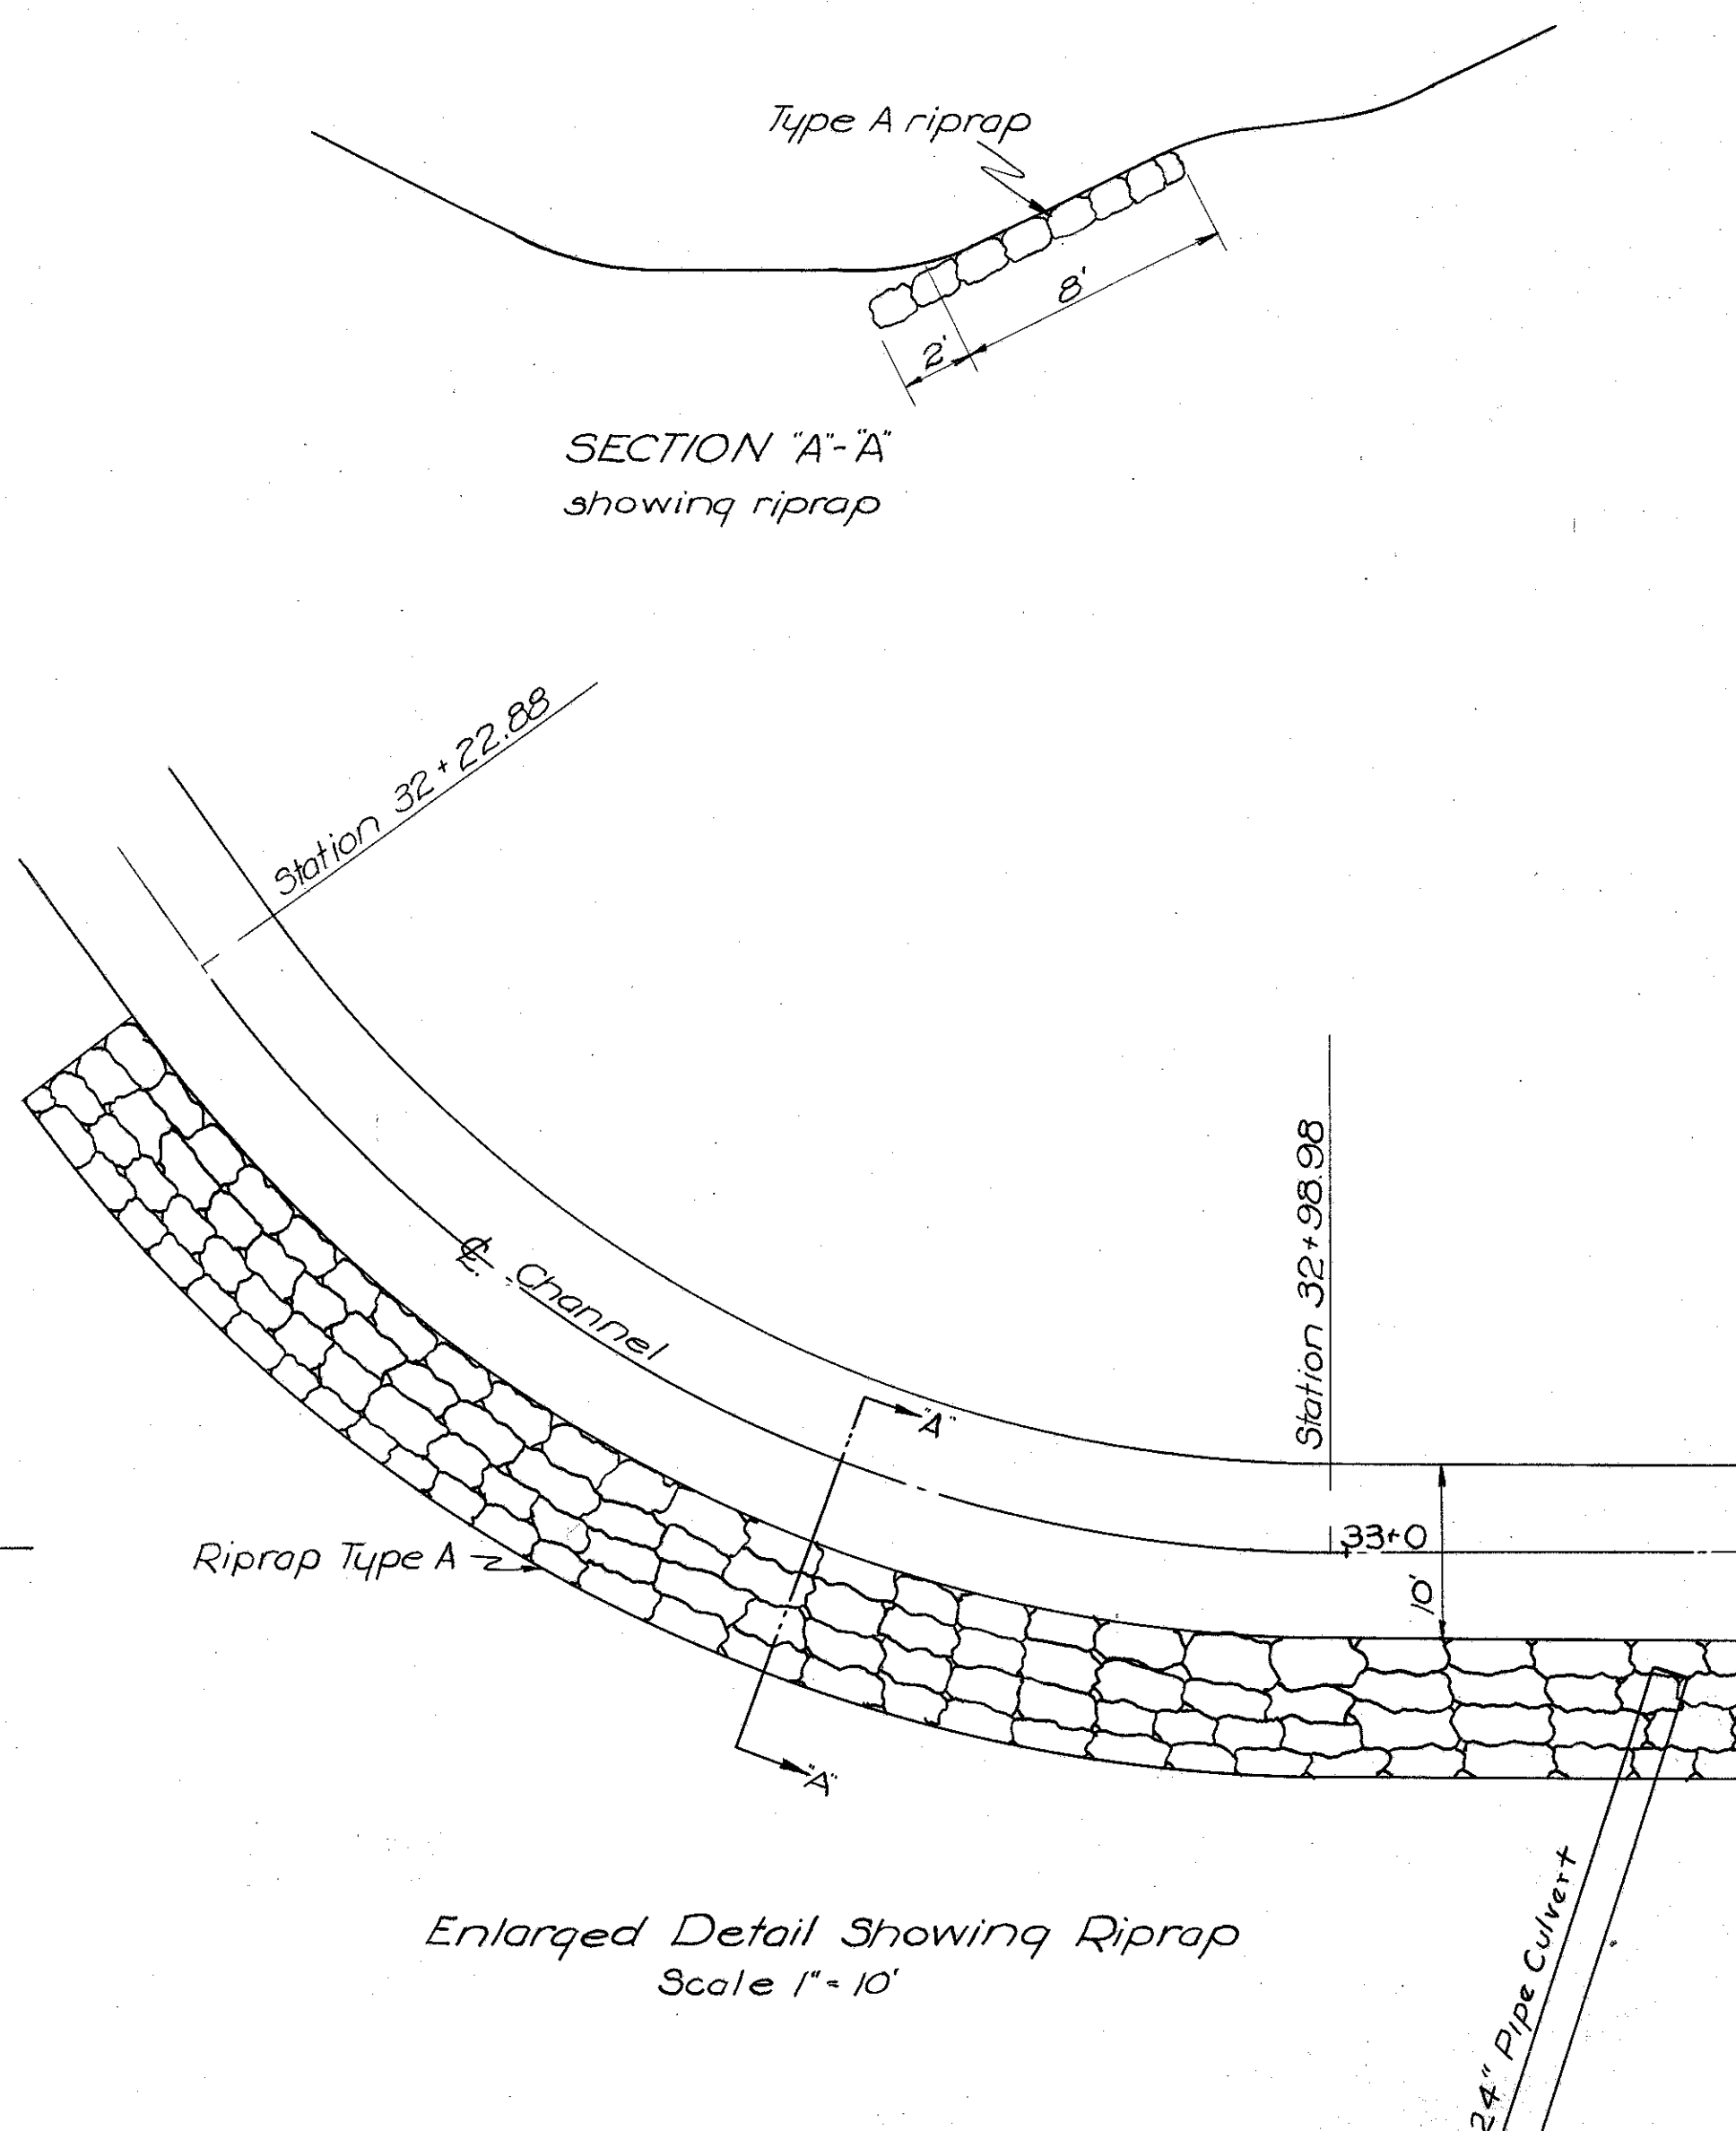 Type A riprap
8'
2'
SECTION "A"-"A"
showing riprap
Station 32+22.88
Station 32+98.98
℄ Channel
"A"
33+0
10'
Riprap Type A
"A"
24" Pipe Culvert
Enlarged Detail Showing Riprap
Scale 1"=10'